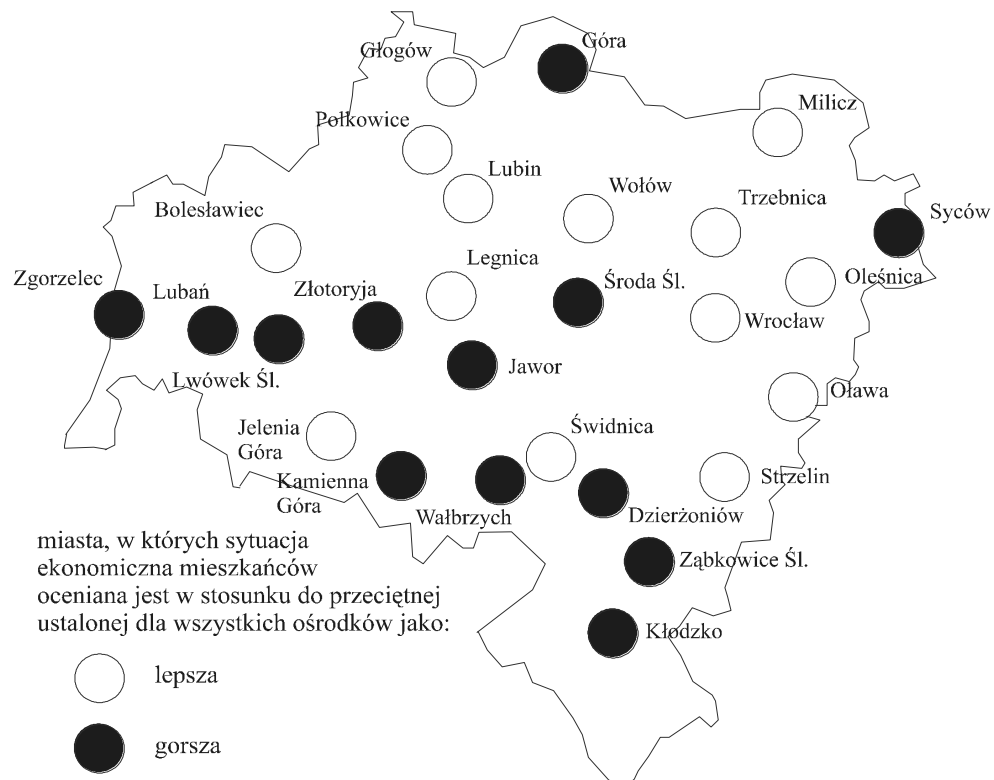 Góra
Głogów
Milicz
Polkowice
Lubin
Wołów
Trzebnica
Bolesławiec
Syców
Legnica
Zgorzelec
Lubań
Złotoryja
Środa Śl.
Oleśnica
Wrocław
Jawor
Lwówek Śl.
Oława
Jelenia
Góra
Świdnica
Kamienna
Góra
Strzelin
Wałbrzych
Dzierżoniów
Ząbkowice Śl.
Kłodzko
miasta, w których sytuacja
ekonomiczna mieszkańców
oceniana jest w stosunku do przeciętnej
ustalonej dla wszystkich ośrodków jako:
lepsza
gorsza